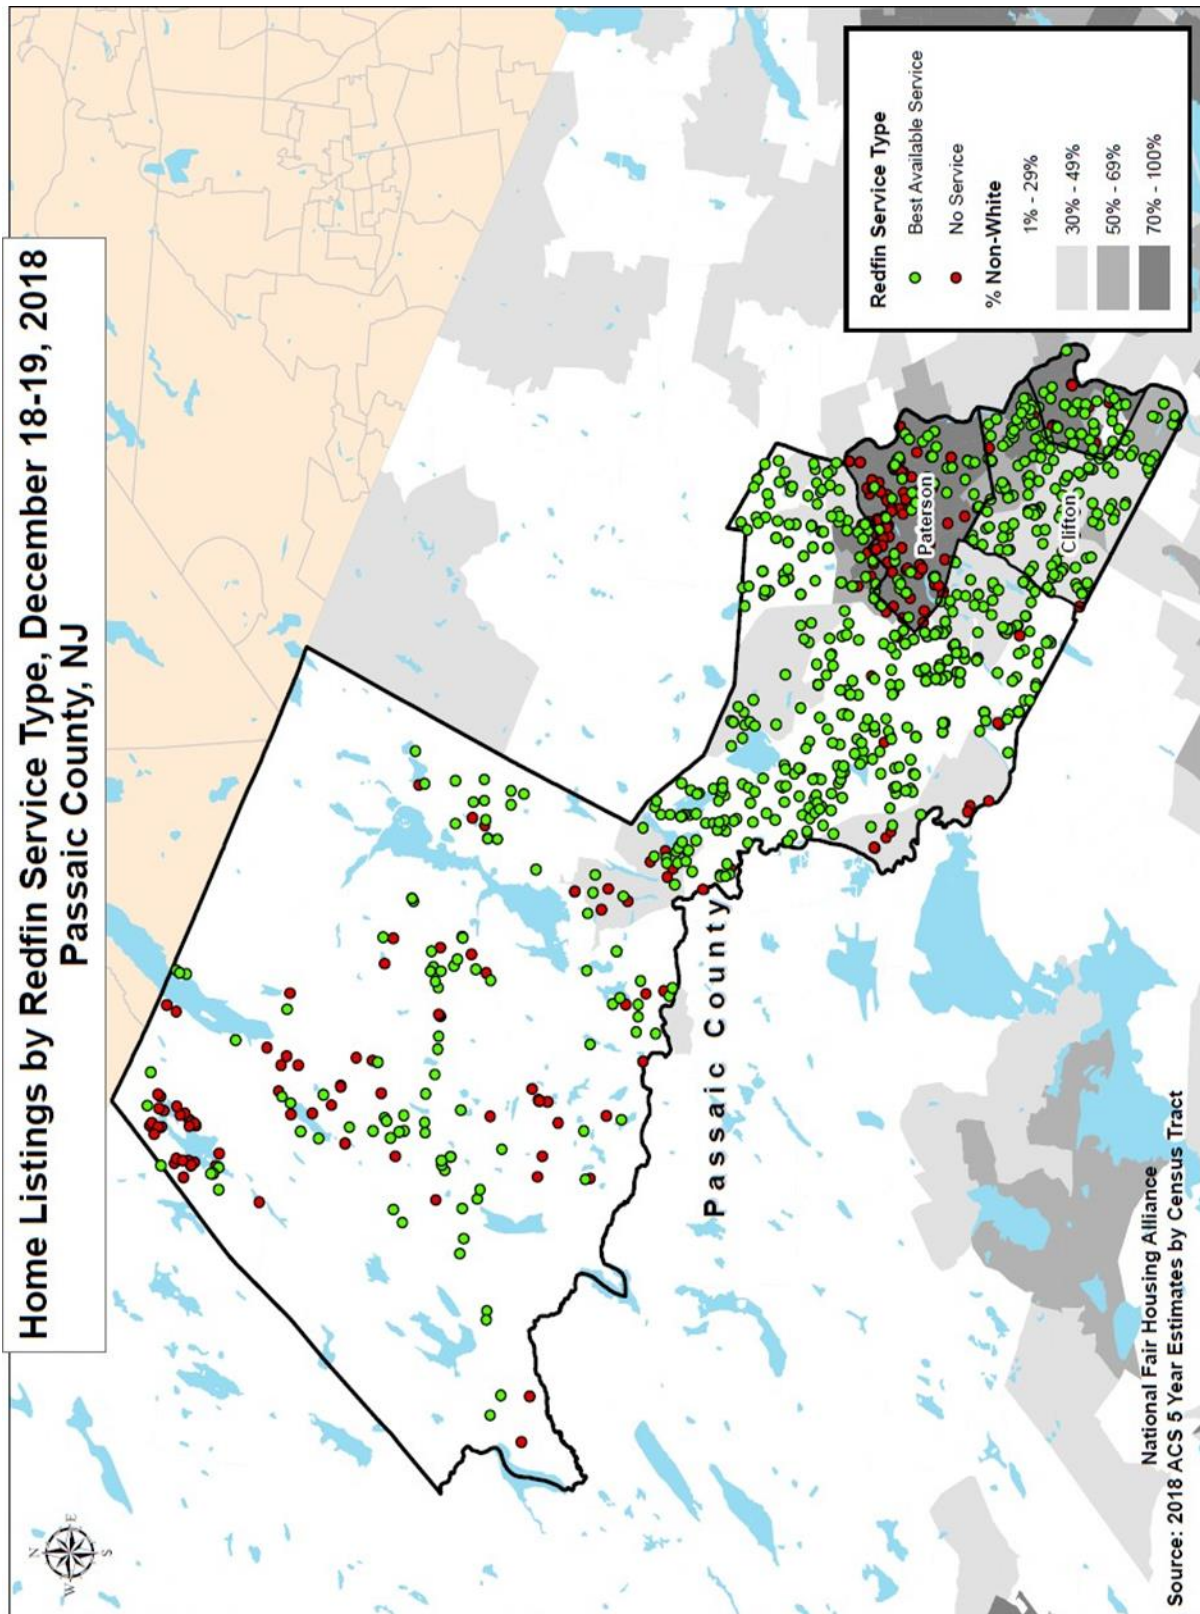 Home Listings by Redfin Service Type, December 18-19, 2018
Passaic County, NJ
N
W
E
S
Passaic County
Paterson
Clifton
Redfin Service Type
Best Available Service
No Service
% Non-White
1% - 29%
30% - 49%
50% - 69%
70% - 100%
National Fair Housing Alliance
Source: 2018 ACS 5 Year Estimates by Census Tract